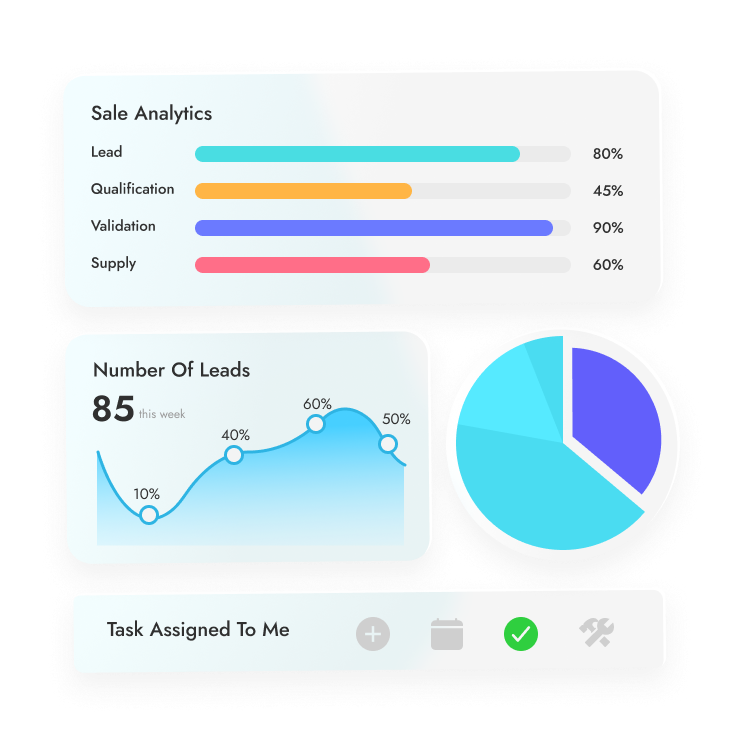 Sale Analytics
Lead 80%
Qualification 45%
Validation 90%
Supply 60%
Number Of Leads
85 this week
10%
40%
60%
50%
Task Assigned To Me